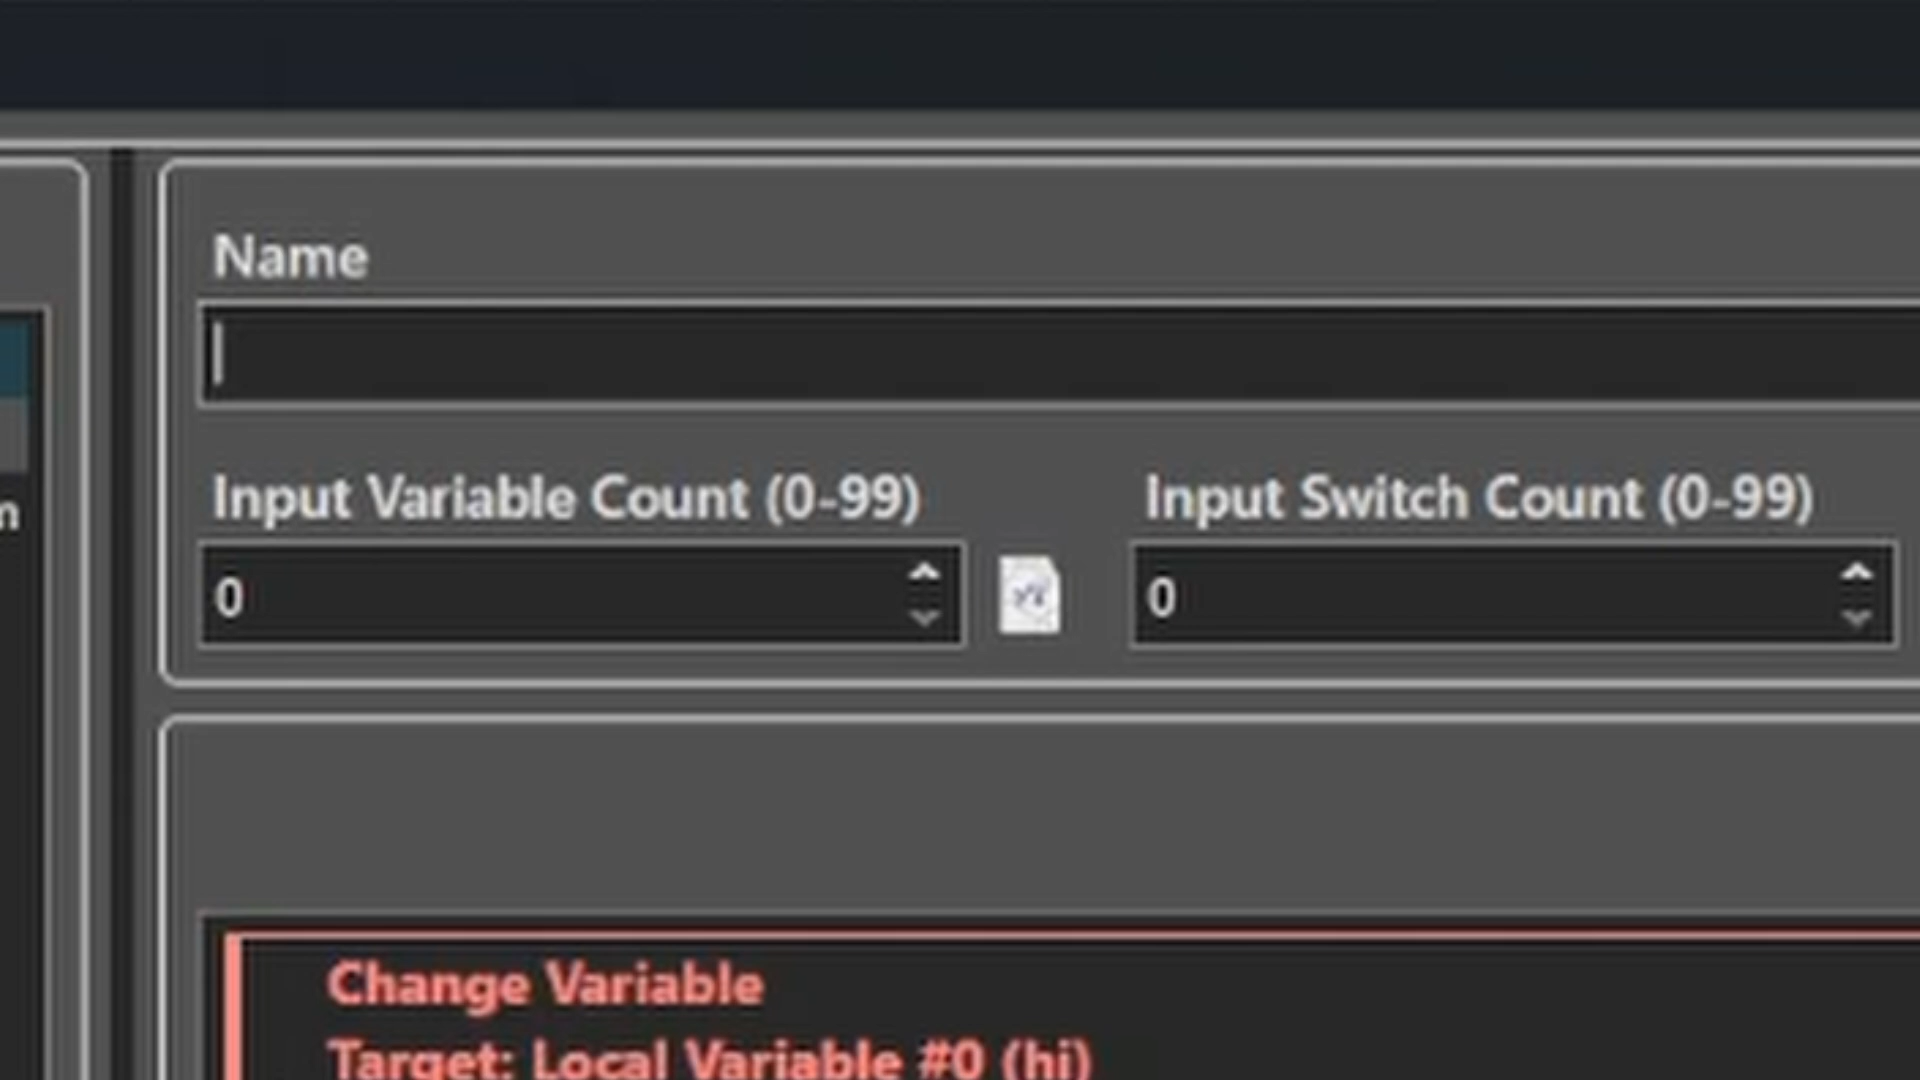 Name
Input Variable Count (0-99) Input Switch Count (0-99)
0 0
Change Variable
Target: Local Variable #0 (hi)